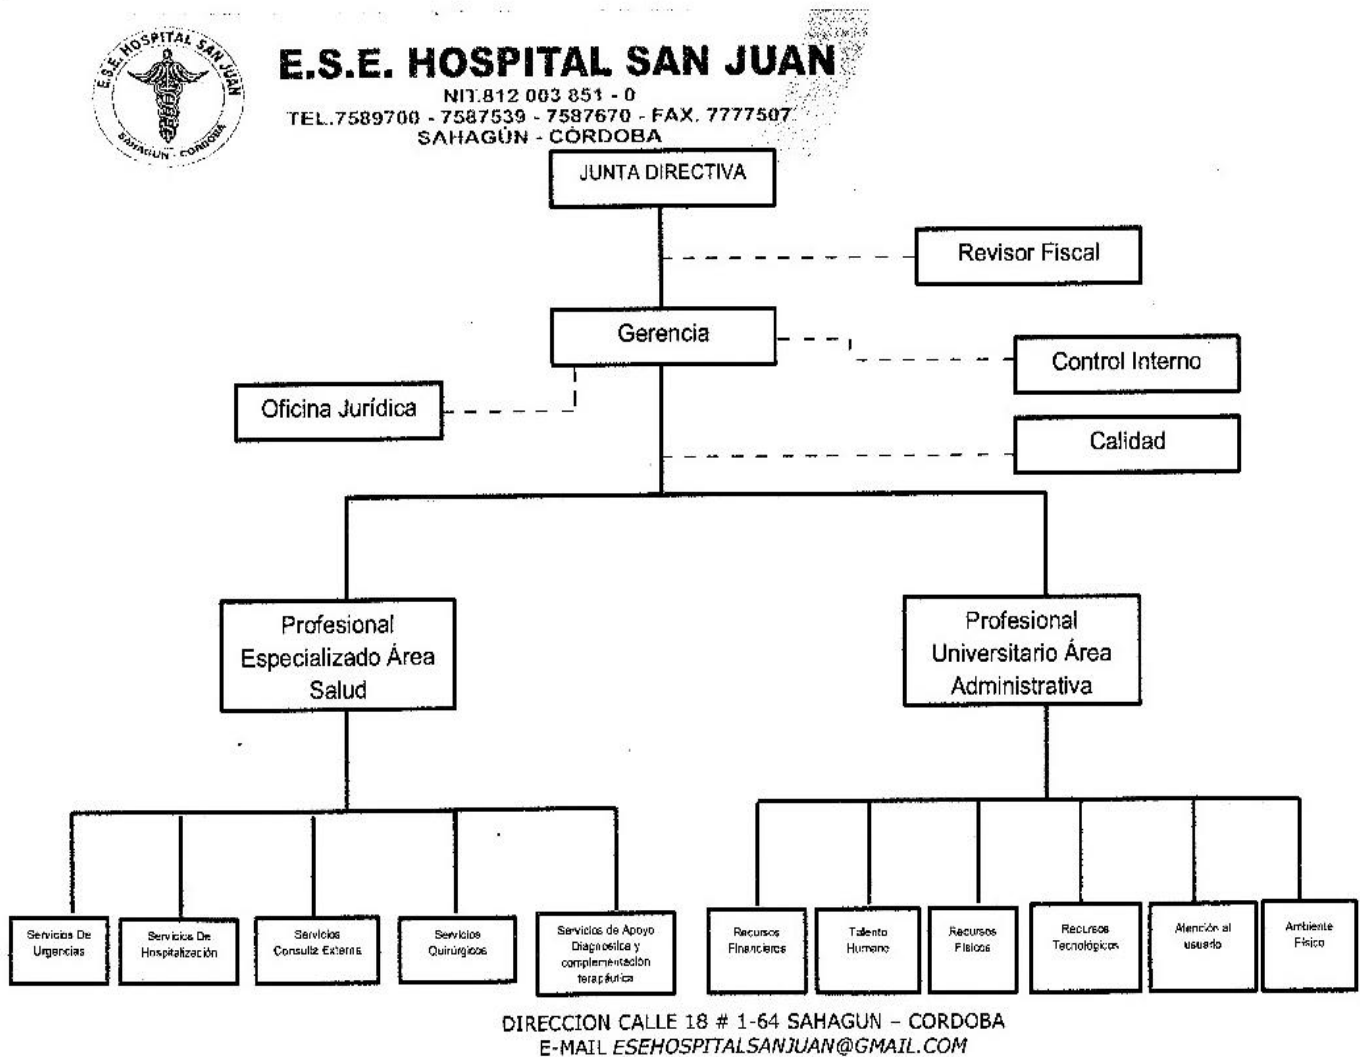 E.S.E. HOSPITAL SAN JUAN
SAHAGUN - CORDOBA
E.S.E. HOSPITAL SAN JUAN
NIT.812 003 851 - 0
TEL.7589700 - 7587539 - 7587670 - FAX. 7777507
SAHAGÚN - CÓRDOBA
JUNTA DIRECTIVA
Revisor Fiscal
Gerencia
Control Interno
Oficina Jurídica
Calidad
Profesional
Especializado Área
Salud
Profesional
Universitario Área
Administrativa
Servicios De
Urgencias
Servicios De
Hospitalización
Servicios
Consulta Externa
Servicios
Quirúrgicos
Servicios de Apoyo
Diagnostica y
complementación
terapéutica
Recursos
Financieros
Talento
Humano
Recursos
Físicos
Recursos
Tecnológicos
Atención al
usuario
Ambiente
Físico
DIRECCION CALLE 18 # 1-64 SAHAGUN – CORDOBA
E-MAIL ESEHOSPITALSANJUAN@GMAIL.COM